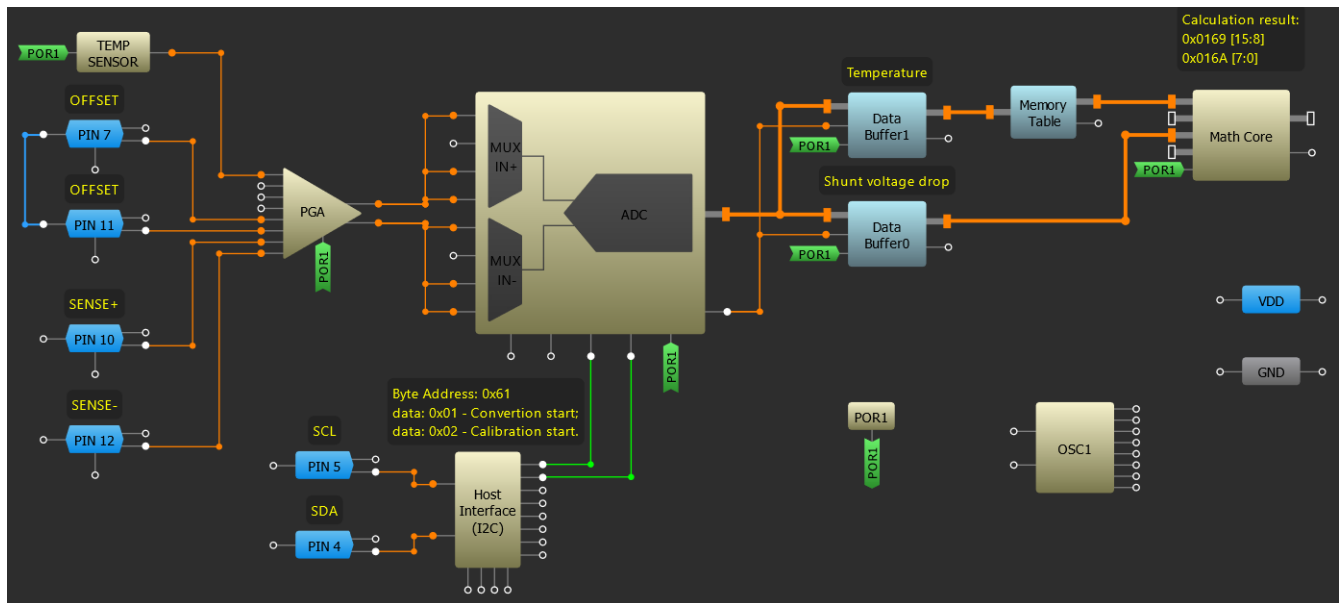 Calculation result:
0x0169 [15:8]
0x016A [7:0]
POR1
TEMP
SENSOR
OFFSET
PIN 7
OFFSET
PIN 11
SENSE+
PIN 10
SENSE-
PIN 12
PGA
POR1
MUX
IN+
MUX
IN-
ADC
POR1
Temperature
Data
Buffer1
POR1
Shunt voltage drop
Data
Buffer0
POR1
Memory
Table
Math Core
POR1
VDD
GND
Byte Address: 0x61
data: 0x01 - Convertion start;
data: 0x02 - Calibration start.
SCL
PIN 5
SDA
PIN 4
Host
Interface
(I2C)
POR1
POR1
OSC1